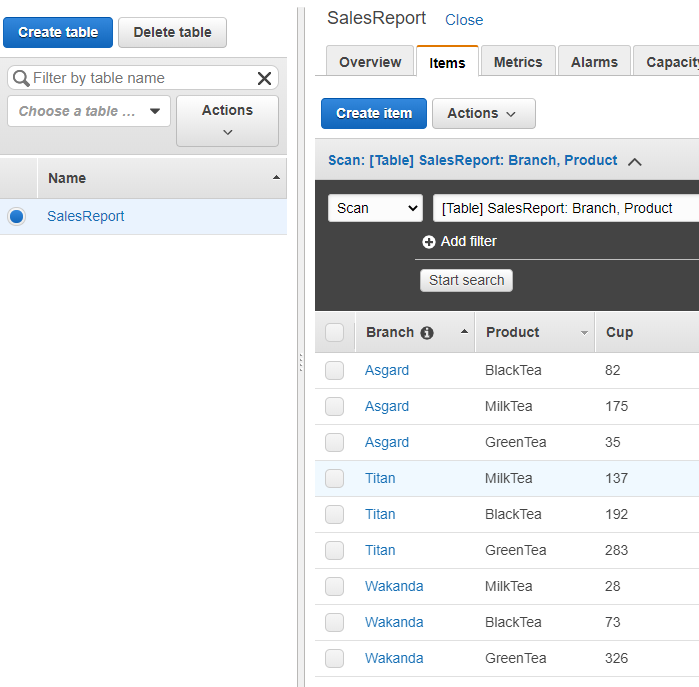 Create table Delete table
Filter by table name
Choose a table ... Actions
Name
SalesReport
SalesReport Close
Overview Items Metrics Alarms
Create item Actions
Scan: [Table] SalesReport: Branch, Product
Scan [Table] SalesReport: Branch, Product
Add filter
Start search
Branch Product Cup
Asgard BlackTea 82
Asgard MilkTea 175
Asgard GreenTea 35
Titan MilkTea 137
Titan BlackTea 192
Titan GreenTea 283
Wakanda MilkTea 28
Wakanda BlackTea 73
Wakanda GreenTea 326